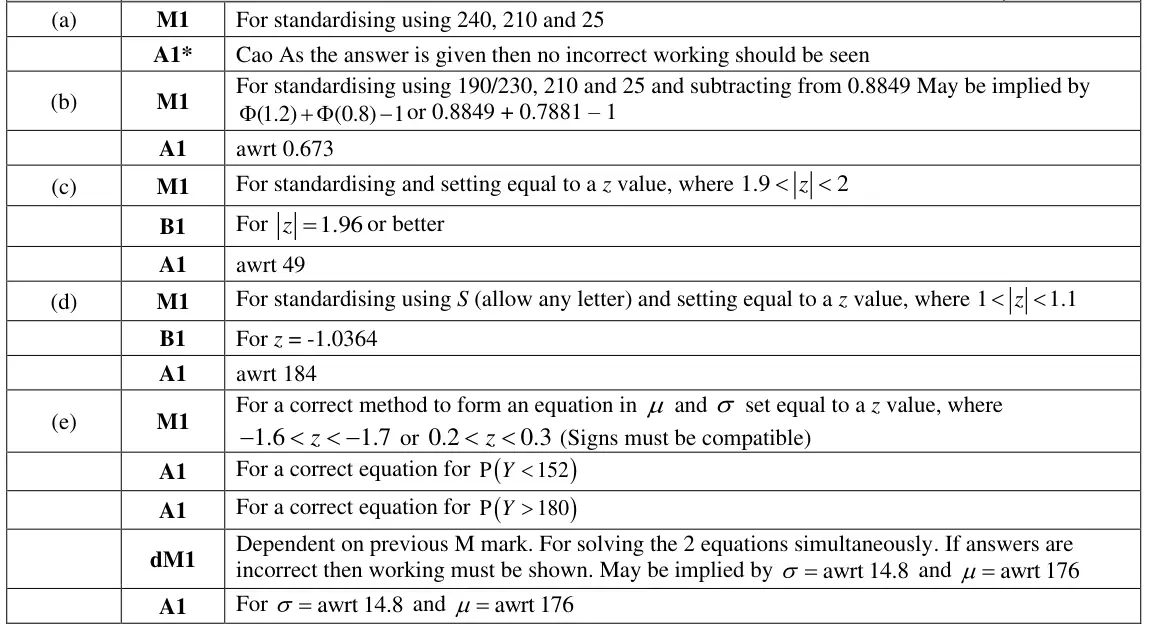 (a) M1 For standardising using 240, 210 and 25
A1* Cao As the answer is given then no incorrect working should be seen
(b) M1 For standardising using 190/230, 210 and 25 and subtracting from 0.8849 May be implied by
Φ(1.2)+Φ(0.8)−1 or 0.8849 + 0.7881 – 1
A1 awrt 0.673
(c) M1 For standardising and setting equal to a z value, where 1.9 < |z| < 2
B1 For |z| = 1.96 or better
A1 awrt 49
(d) M1 For standardising using S (allow any letter) and setting equal to a z value, where 1 < |z| < 1.1
B1 For z = -1.0364
A1 awrt 184
(e) M1 For a correct method to form an equation in μ and σ set equal to a z value, where
−1.6 < z < −1.7 or 0.2 < z < 0.3 (Signs must be compatible)
A1 For a correct equation for P(Y < 152)
A1 For a correct equation for P(Y > 180)
dM1 Dependent on previous M mark. For solving the 2 equations simultaneously. If answers are
incorrect then working must be shown. May be implied by σ = awrt 14.8 and μ = awrt 176
A1 For σ = awrt 14.8 and μ = awrt 176